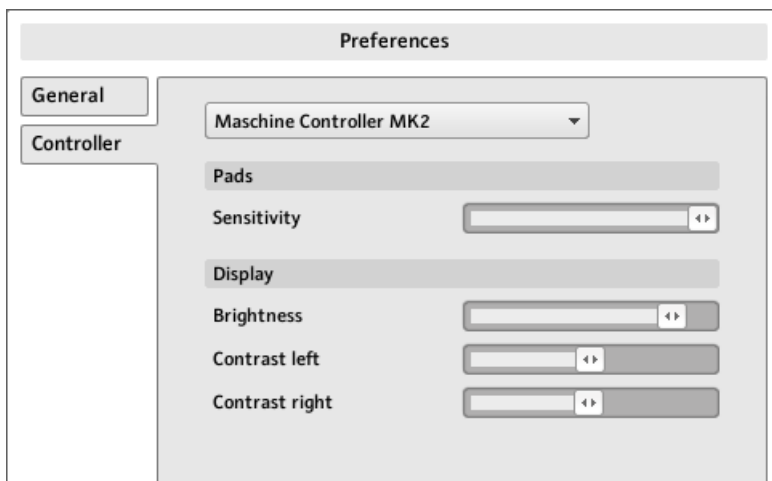 Preferences
General
Controller
Maschine Controller MK2
Pads
Sensitivity
Display
Brightness
Contrast left
Contrast right